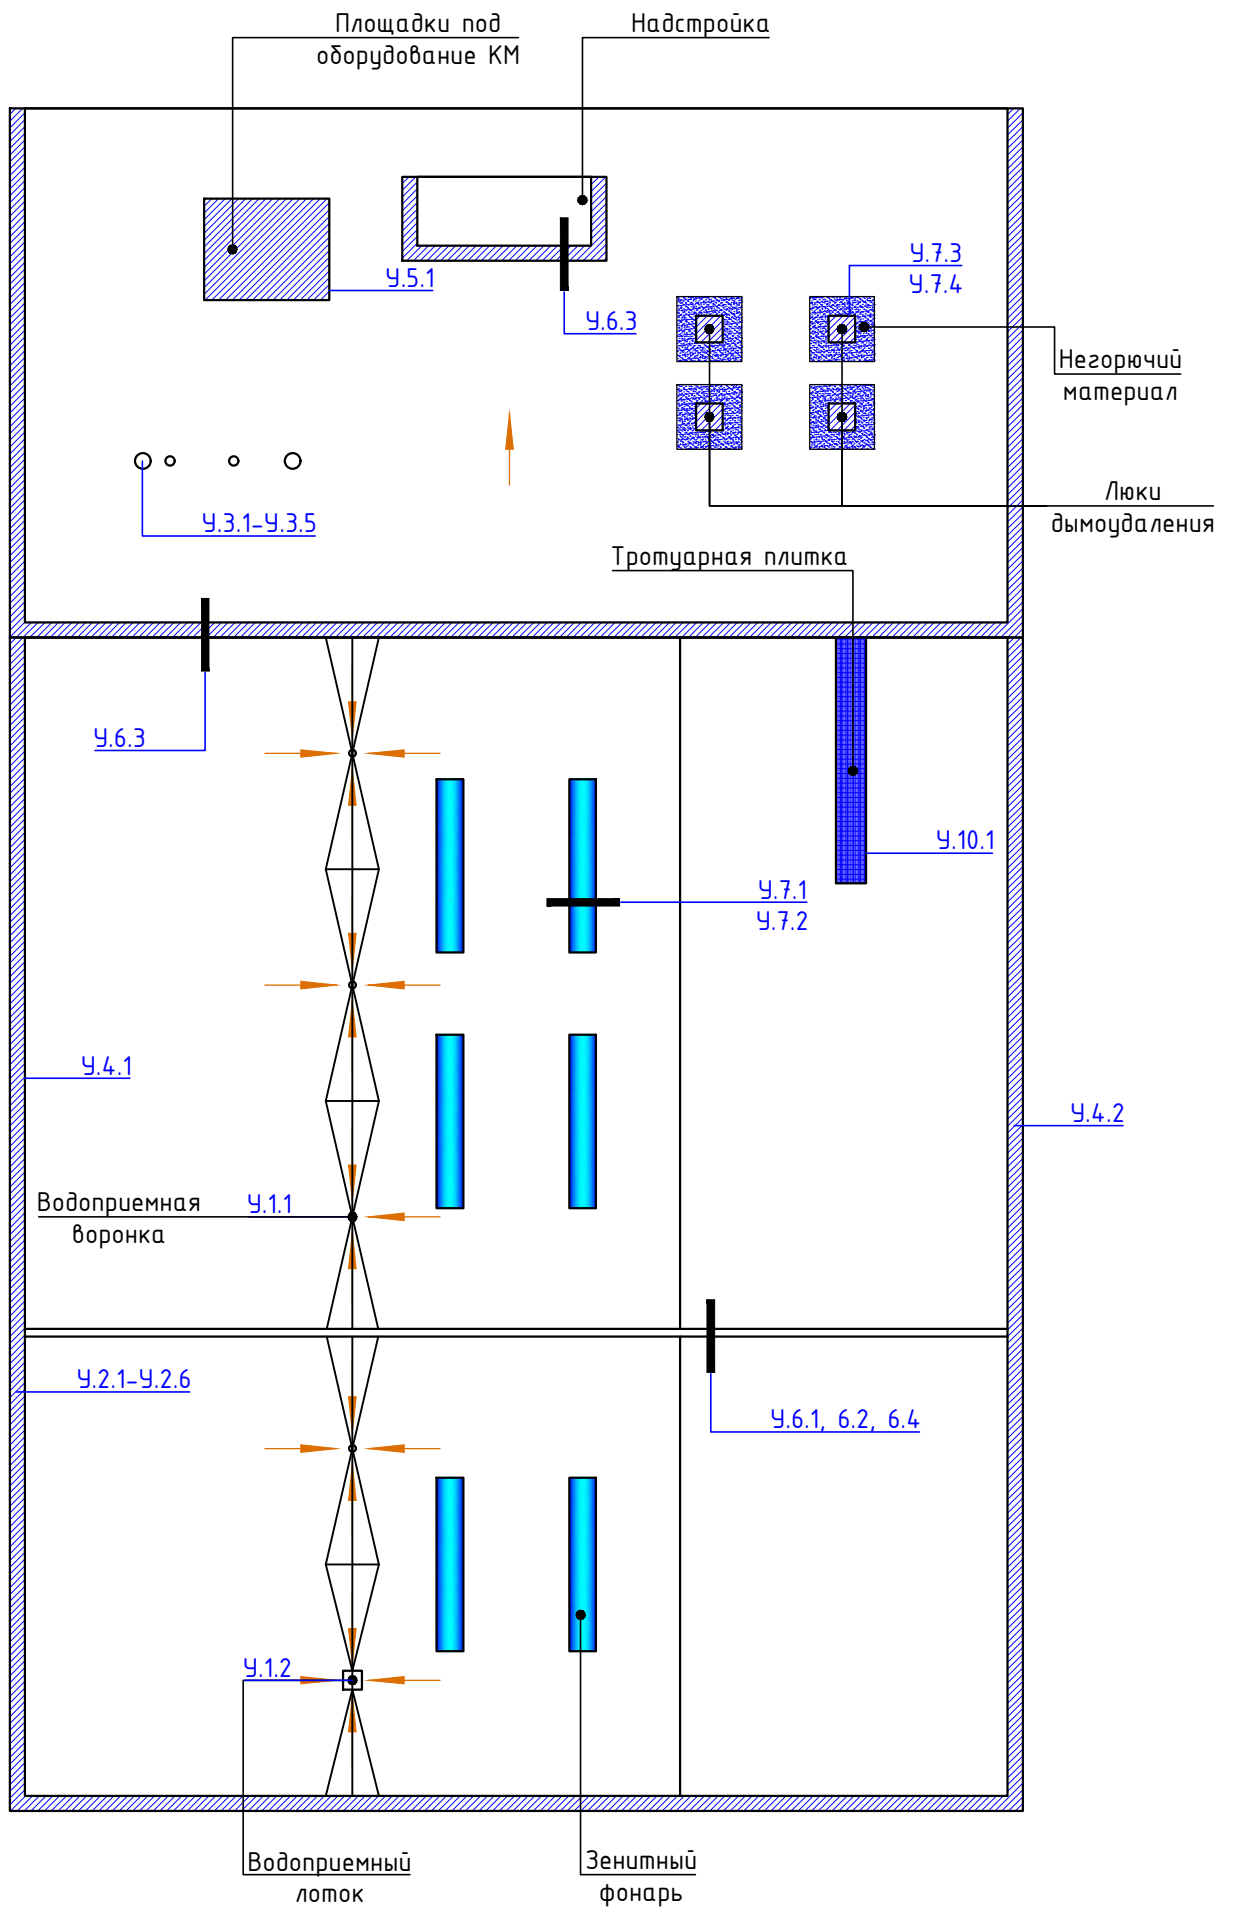 Площадки под
оборудование КМ
Надстройка
У.5.1
У.6.3
У.7.3
У.7.4
Негорючий
материал
Люки
дымоудаления
У.3.1-У.3.5
Тротуарная плитка
У.6.3
У.10.1
У.7.1
У.7.2
У.4.1
У.4.2
Водоприемная
воронка
У.1.1
У.2.1-У.2.6
У.6.1, 6.2, 6.4
У.1.2
Водоприемный
лоток
Зенитный
фонарь